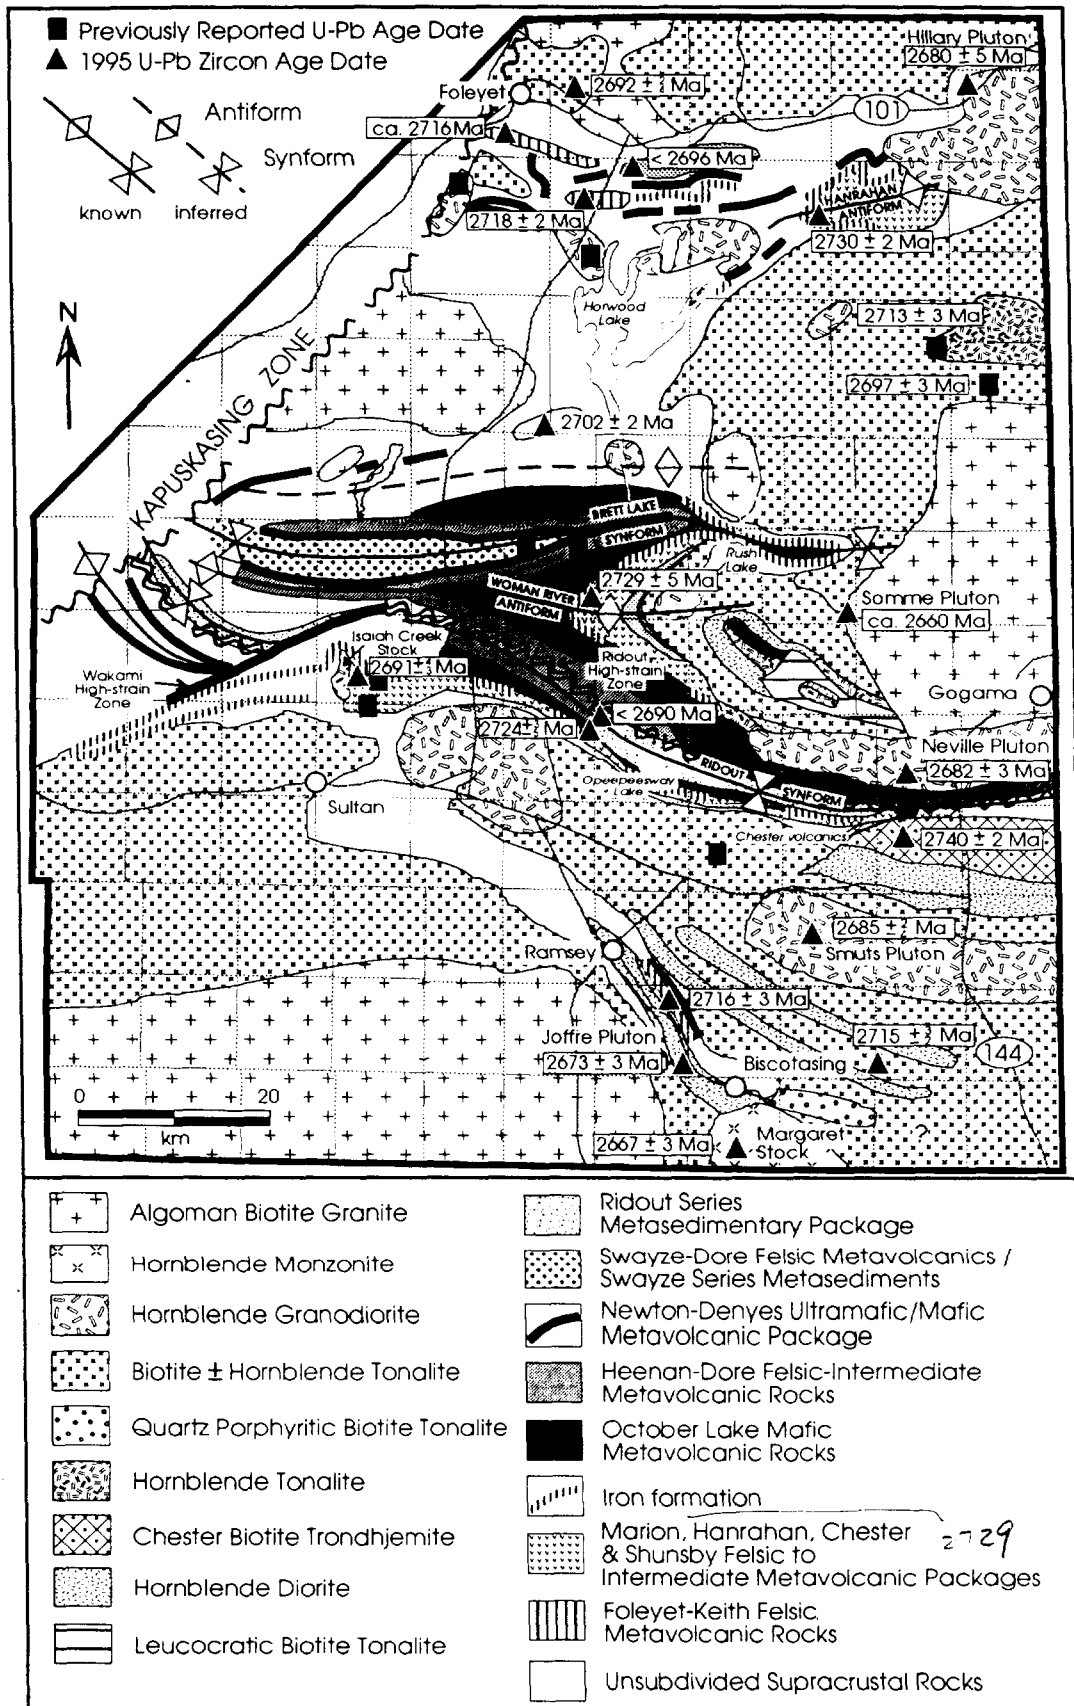 Previously Reported U-Pb Age Date
1995 U-Pb Zircon Age Date
Antiform
Synform
known inferred
N
Hillary Pluton
2680 ± 5 Ma
Foleyet
101
ca. 2716 Ma
< 2696 Ma
HANRAHAN
ANTIFORM
2718 ± 2 Ma
2730 ± 2 Ma
Horwood
Lake
2713 ± 3 Ma
2697 ± 3 Ma
KAPUSKASING ZONE
2702 ± 2 Ma
BRETT LAKE
SYNFORM
Rush
Lake
2729 ± 5 Ma
WOMAN RIVER
ANTIFORM
Somme Pluton
ca. 2660 Ma
Isaiah Creek
Stock
Ridout
High-strain
Zone
Wakami
High-strain
Zone
Gogama
< 2690 Ma
Neville Pluton
2682 ± 3 Ma
RIDOUT
SYNFORM
Opeepeesway
Lake
Sultan
Chester volcanics
2740 ± 2 Ma
Smuts Pluton
Ramsey
2716 ± 3 Ma
Joffre Pluton
2673 ± 3 Ma
Biscotasing
144
0 20
km
2667 ± 3 Ma
Margaret
Stock
?
Algoman Biotite Granite
Hornblende Monzonite
Hornblende Granodiorite
Biotite ± Hornblende Tonalite
Quartz Porphyritic Biotite Tonalite
Hornblende Tonalite
Chester Biotite Trondhjemite
Hornblende Diorite
Leucocratic Biotite Tonalite
Ridout Series
Metasedimentary Package
Swayze-Dore Felsic Metavolcanics /
Swayze Series Metasediments
Newton-Denyes Ultramafic/Mafic
Metavolcanic Package
Heenan-Dore Felsic-Intermediate
Metavolcanic Rocks
October Lake Mafic
Metavolcanic Rocks
Iron formation
Marion, Hanrahan, Chester
2729
& Shunsby Felsic to
Intermediate Metavolcanic Packages
Foleyet-Keith Felsic
Metavolcanic Rocks
Unsubdivided Supracrustal Rocks